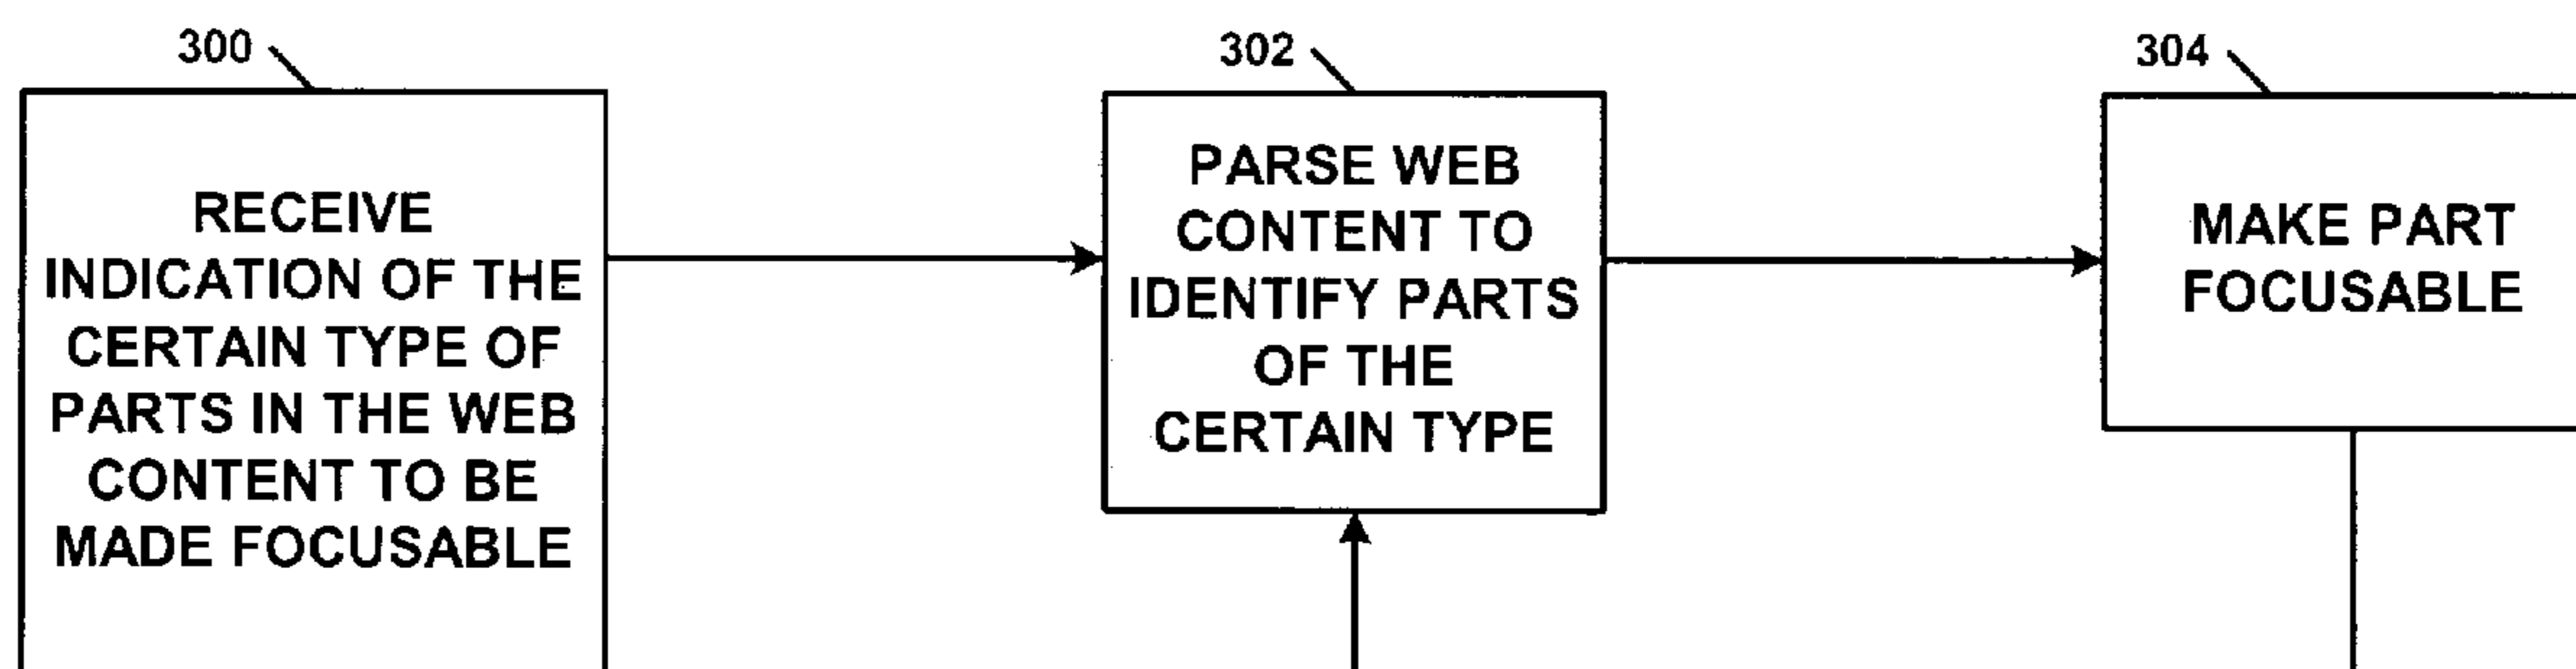 300
RECEIVE
INDICATION OF THE
CERTAIN TYPE OF
PARTS IN THE WEB
CONTENT TO BE
MADE FOCUSABLE
302
PARSE WEB
CONTENT TO
IDENTIFY PARTS
OF THE
CERTAIN TYPE
304
MAKE PART
FOCUSABLE